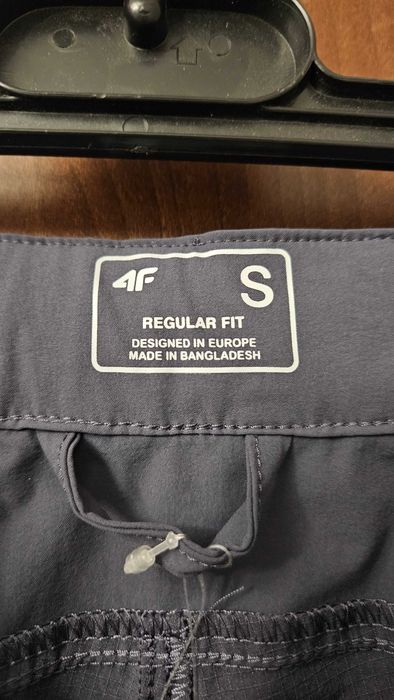 4F S
REGULAR FIT
DESIGNED IN EUROPE
MADE IN BANGLADESH